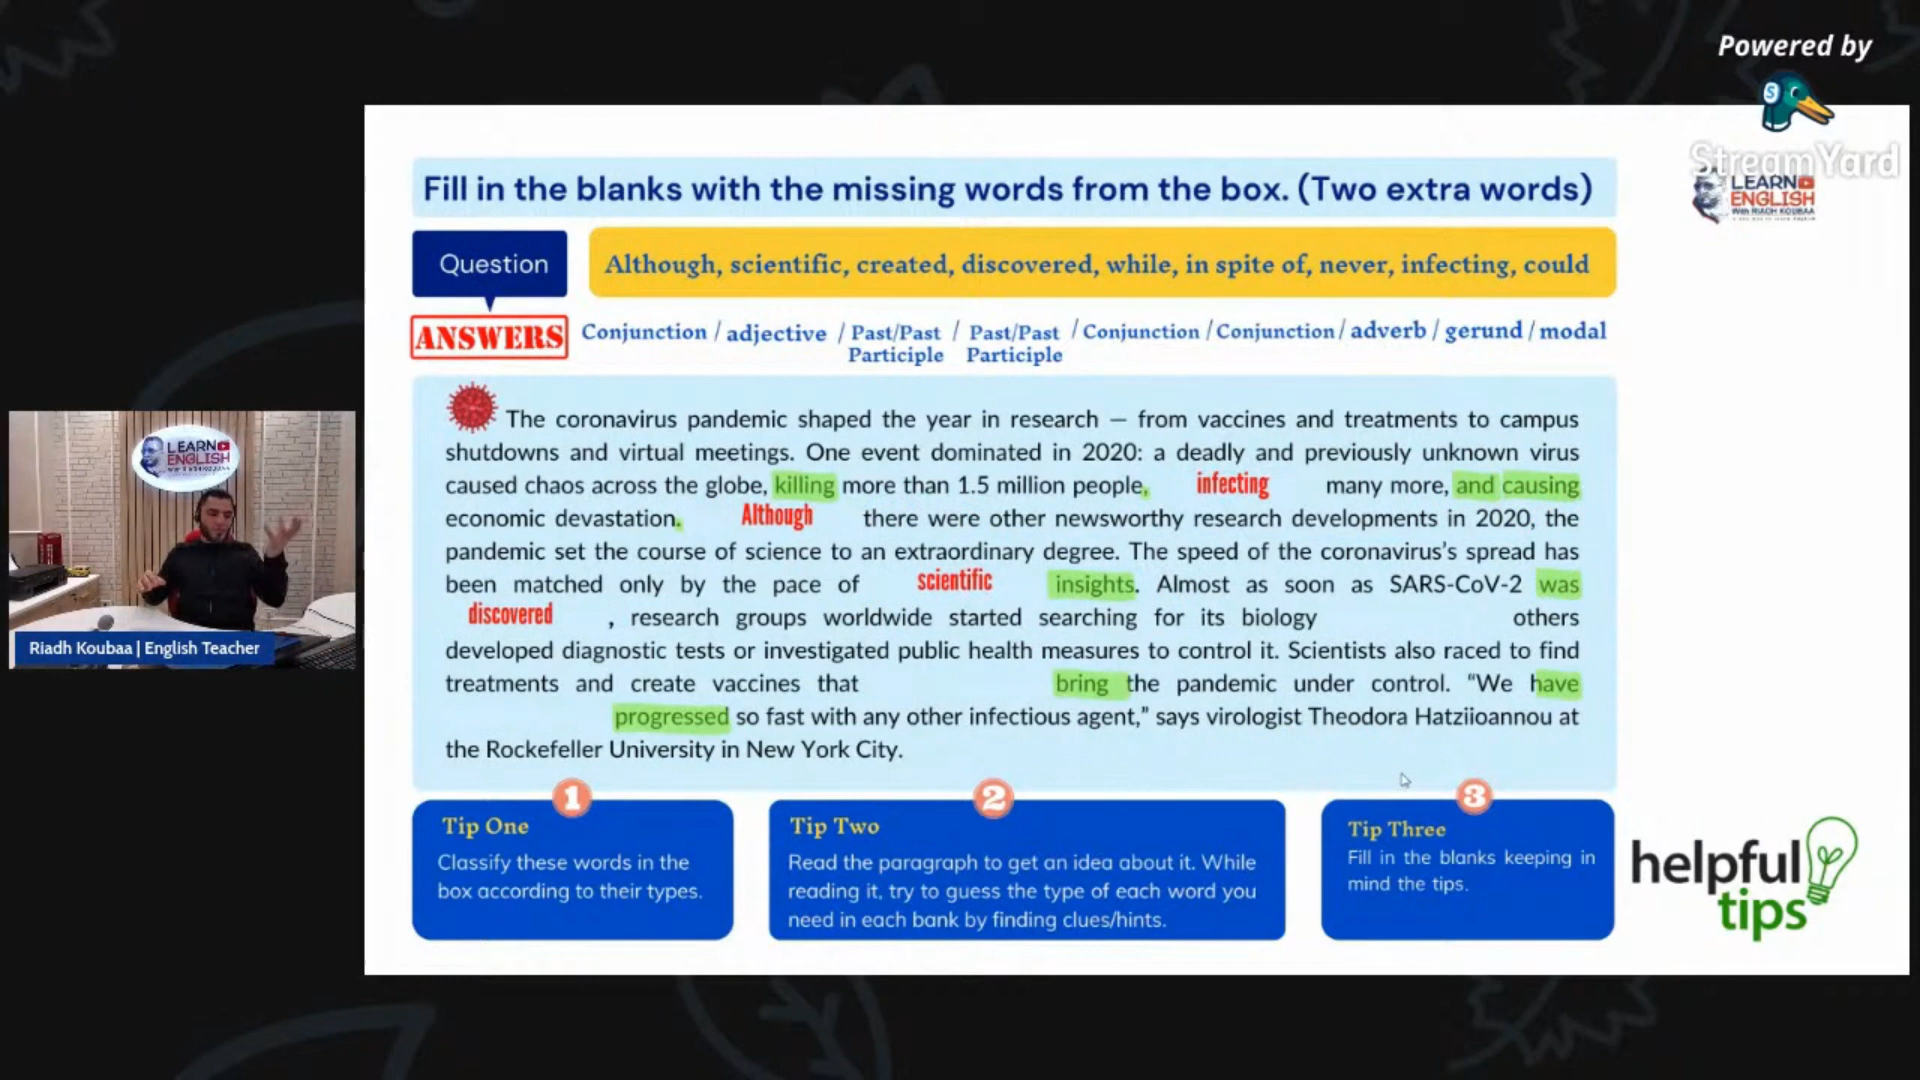 Powered by
StreamYard
LEARN
ENGLISH
With RIADH KOUBAA
Fill in the blanks with the missing words from the box. (Two extra words)
Question
Although, scientific, created, discovered, while, in spite of, never, infecting, could
ANSWERS
Conjunction / adjective / Past/Past Participle / Past/Past Participle / Conjunction / Conjunction / adverb / gerund / modal
The coronavirus pandemic shaped the year in research — from vaccines and treatments to campus
shutdowns and virtual meetings. One event dominated in 2020: a deadly and previously unknown virus
caused chaos across the globe, killing more than 1.5 million people, infecting many more, and causing
economic devastation. Although there were other newsworthy research developments in 2020, the
pandemic set the course of science to an extraordinary degree. The speed of the coronavirus's spread has
been matched only by the pace of scientific insights. Almost as soon as SARS-CoV-2 was
discovered , research groups worldwide started searching for its biology others
developed diagnostic tests or investigated public health measures to control it. Scientists also raced to find
treatments and create vaccines that bring the pandemic under control. “We have
progressed so fast with any other infectious agent,” says virologist Theodora Hatziioannou at
the Rockefeller University in New York City.
LEARN
ENGLISH
Riadh Koubaa | English Teacher
1
Tip One
Classify these words in the
box according to their types.
2
Tip Two
Read the paragraph to get an idea about it. While
reading it, try to guess the type of each word you
need in each bank by finding clues/hints.
3
Tip Three
Fill in the blanks keeping in
mind the tips.
helpful
tips